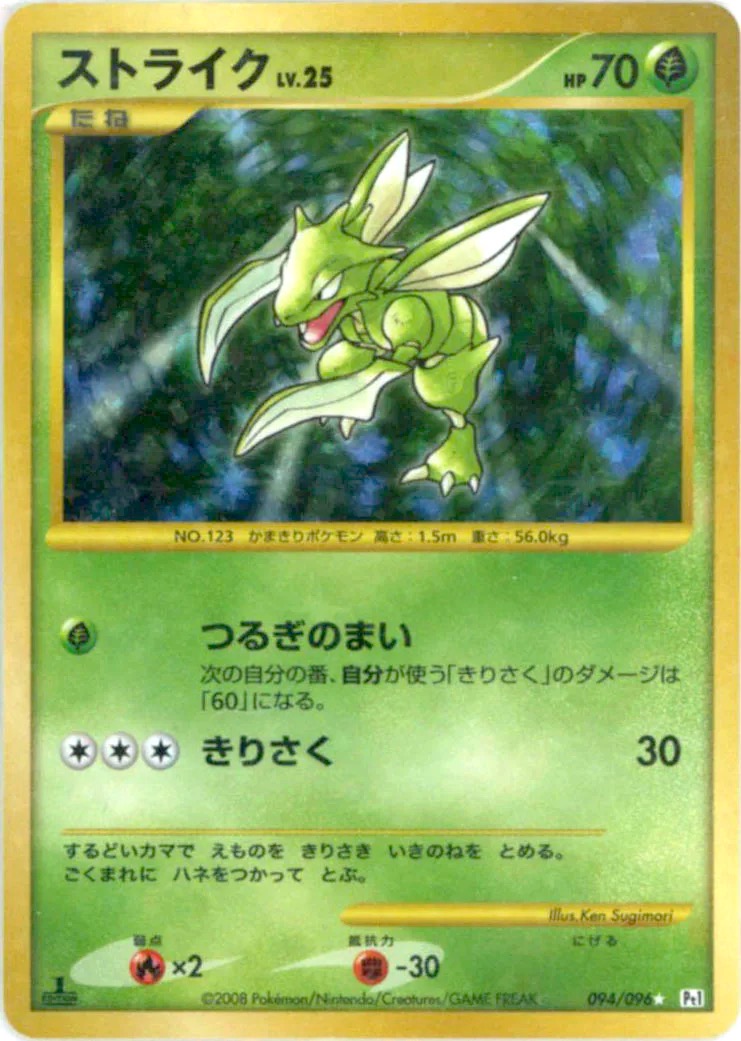 ストライク LV.25 HP 70
たね
NO.123 かまきりポケモン 高さ:1.5m 重さ:56.0kg
つるぎのまい
次の自分の番、自分が使う「きりさく」のダメージは
「60」になる。
きりさく 30
するどいカマで えものを きりさき いきのねを とめる。
ごくまれに ハネをつかって とぶ。
Illus.Ken Sugimori
弱点 抵抗力 にげる
×2 -30
1 EDITION ©2008 Pokémon/Nintendo/Creatures/GAME FREAK 094/096★ Pt1